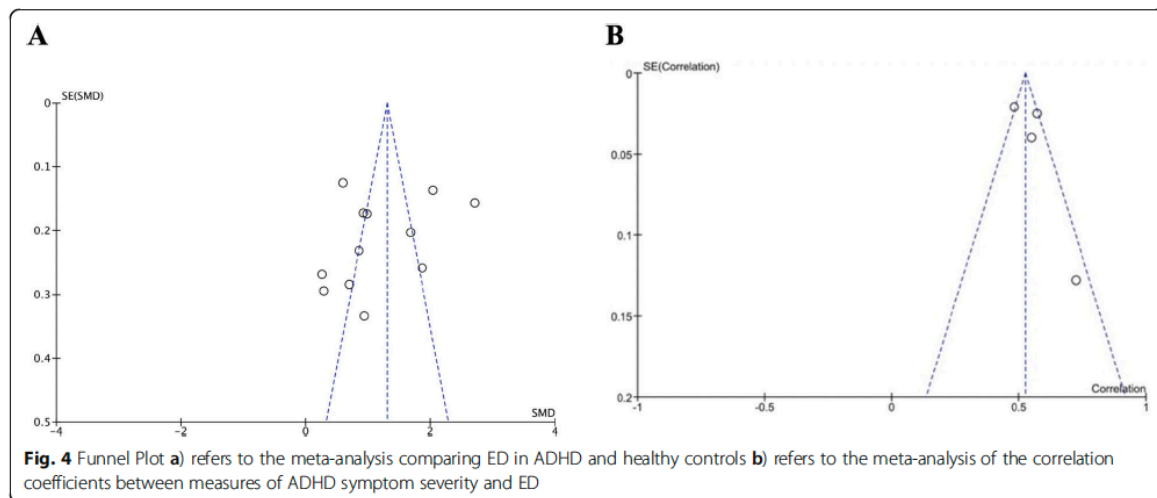 A
B
SE(SMD)
0
0.1
0.2
0.3
0.4
0.5
-4
-2
0
2
4
SMD
SE(Correlation)
0
0.05
0.1
0.15
0.2
-1
-0.5
0
0.5
1
Correlation
Fig. 4 Funnel Plot a) refers to the meta-analysis comparing ED in ADHD and healthy controls b) refers to the meta-analysis of the correlation
coefficients between measures of ADHD symptom severity and ED